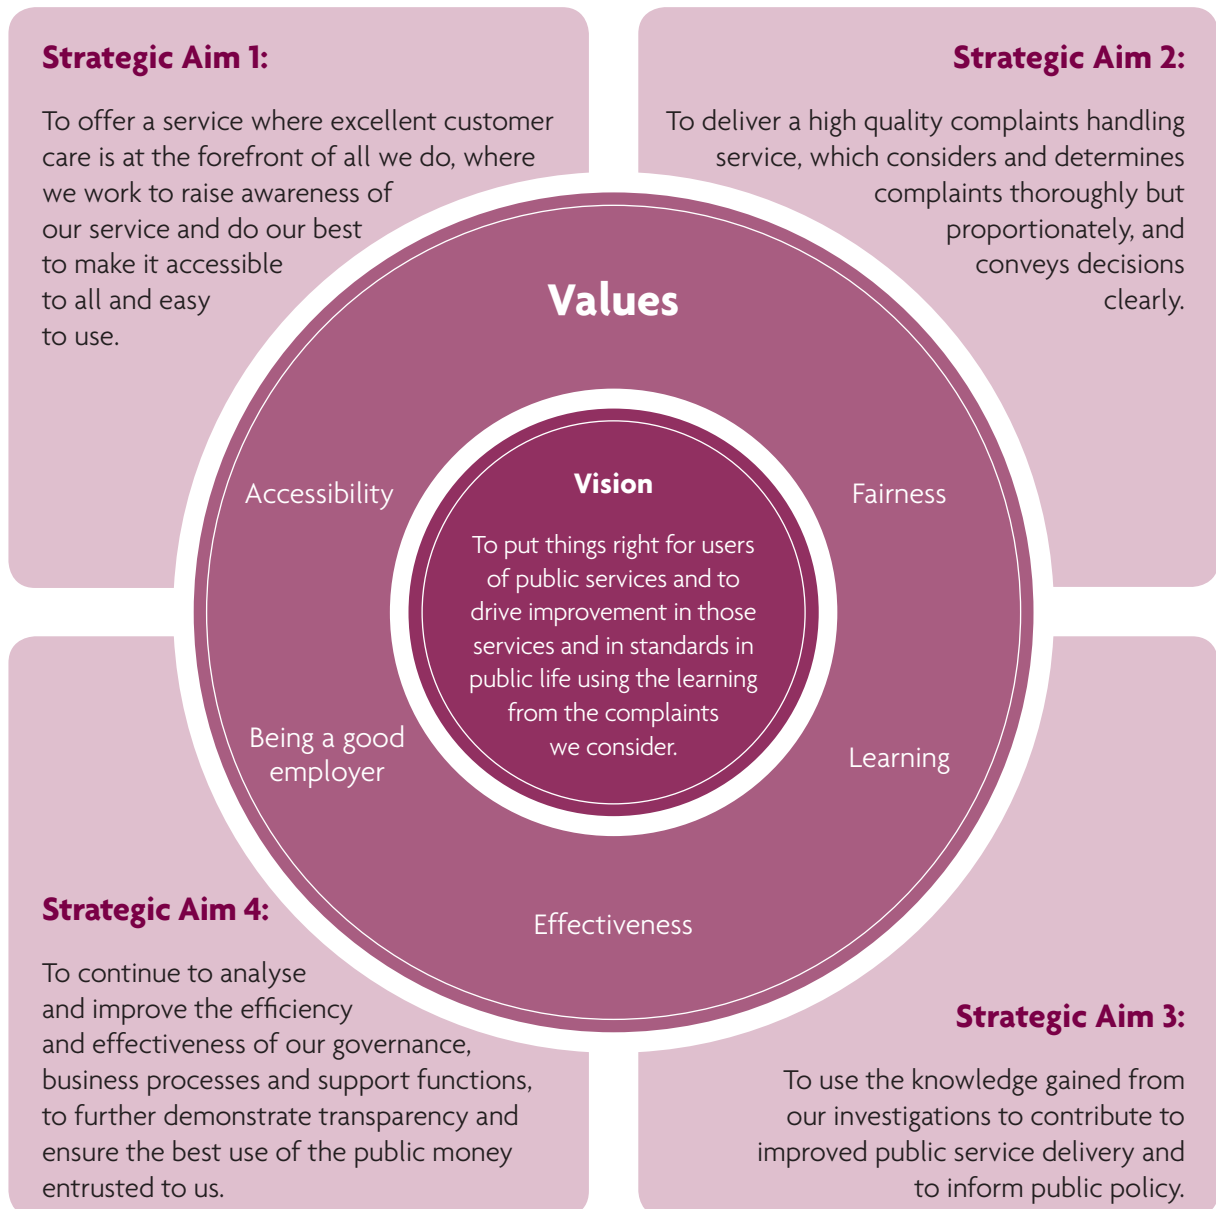 Strategic Aim 1:
To offer a service where excellent customer
care is at the forefront of all we do, where
we work to raise awareness of
our service and do our best
to make it accessible
to all and easy
to use.
Strategic Aim 2:
To deliver a high quality complaints handling
service, which considers and determines
complaints thoroughly but
proportionately, and
conveys decisions
clearly.
Values
Accessibility
Fairness
Vision
To put things right for users
of public services and to
drive improvement in those
services and in standards in
public life using the learning
from the complaints
we consider.
Being a good
employer
Learning
Effectiveness
Strategic Aim 4:
To continue to analyse
and improve the efficiency
and effectiveness of our governance,
business processes and support functions,
to further demonstrate transparency and
ensure the best use of the public money
entrusted to us.
Strategic Aim 3:
To use the knowledge gained from
our investigations to contribute to
improved public service delivery and
to inform public policy.